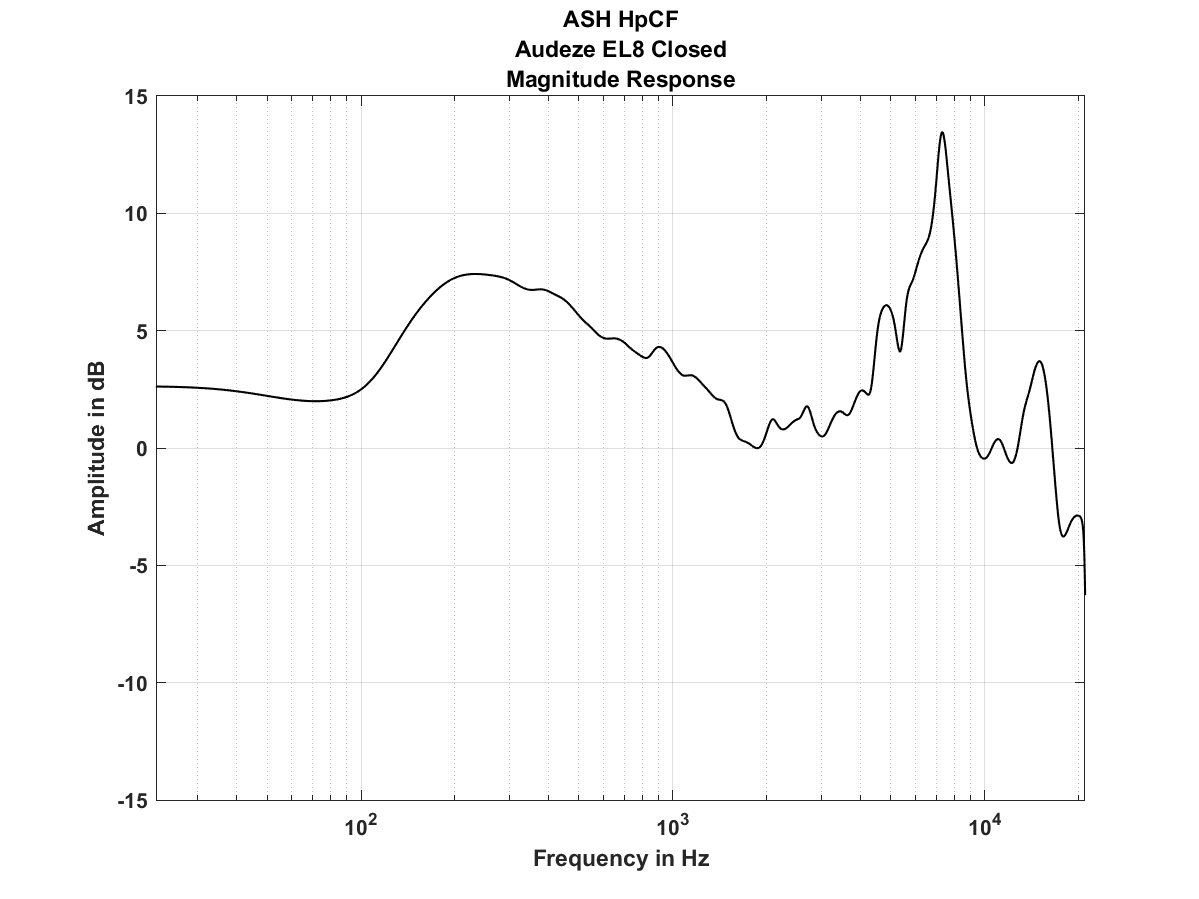 ASH HpCF
Audeze EL8 Closed
Magnitude Response
15
10
5
0
-5
-10
-15
Amplitude in dB
10² 10³ 10⁴
Frequency in Hz